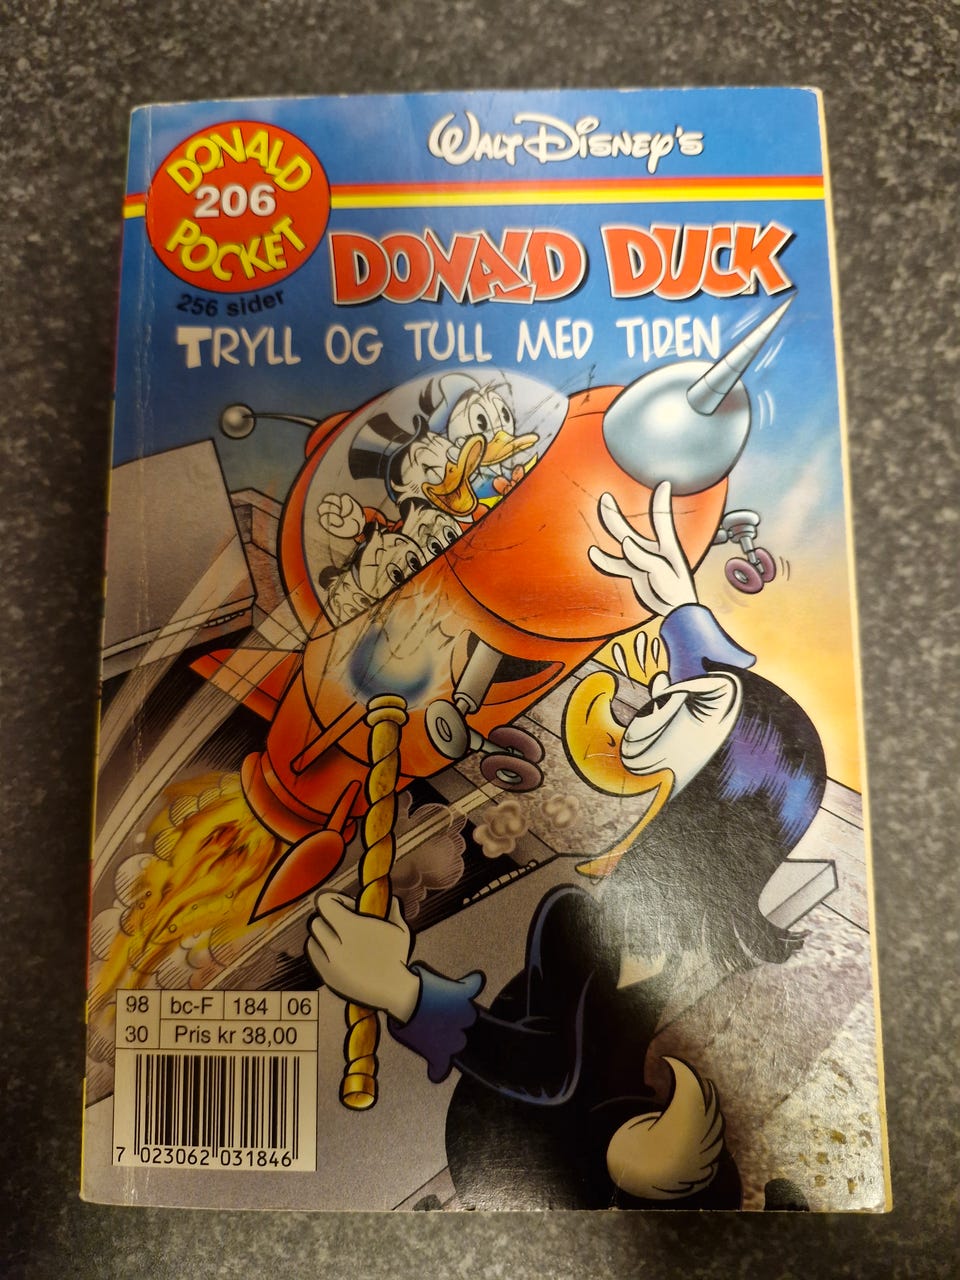 WALT DISNEY'S
DONALD
206
POCKET
256 sider
DONALD DUCK
TRYLL OG TULL MED TIDEN
98 bc-F 184 06
30 Pris kr 38,00
7 023062 031846